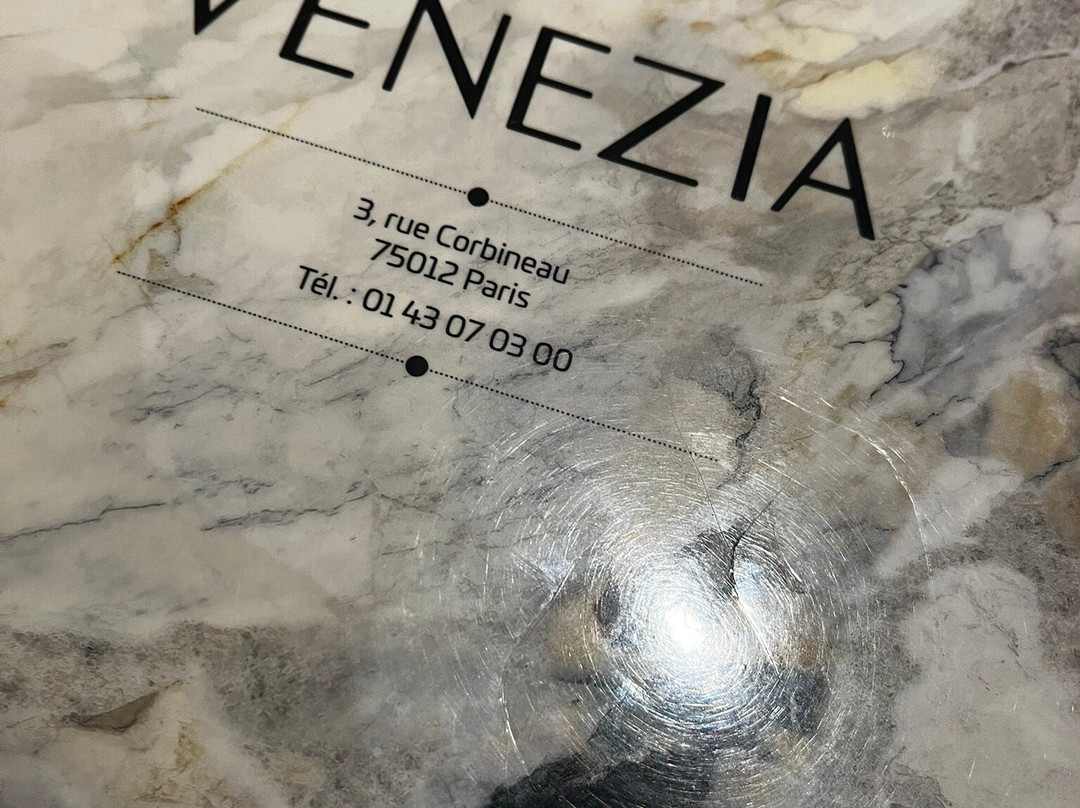 VENEZIA
3, rue Corbineau
75012 Paris
Tél. : 01 43 07 03 00